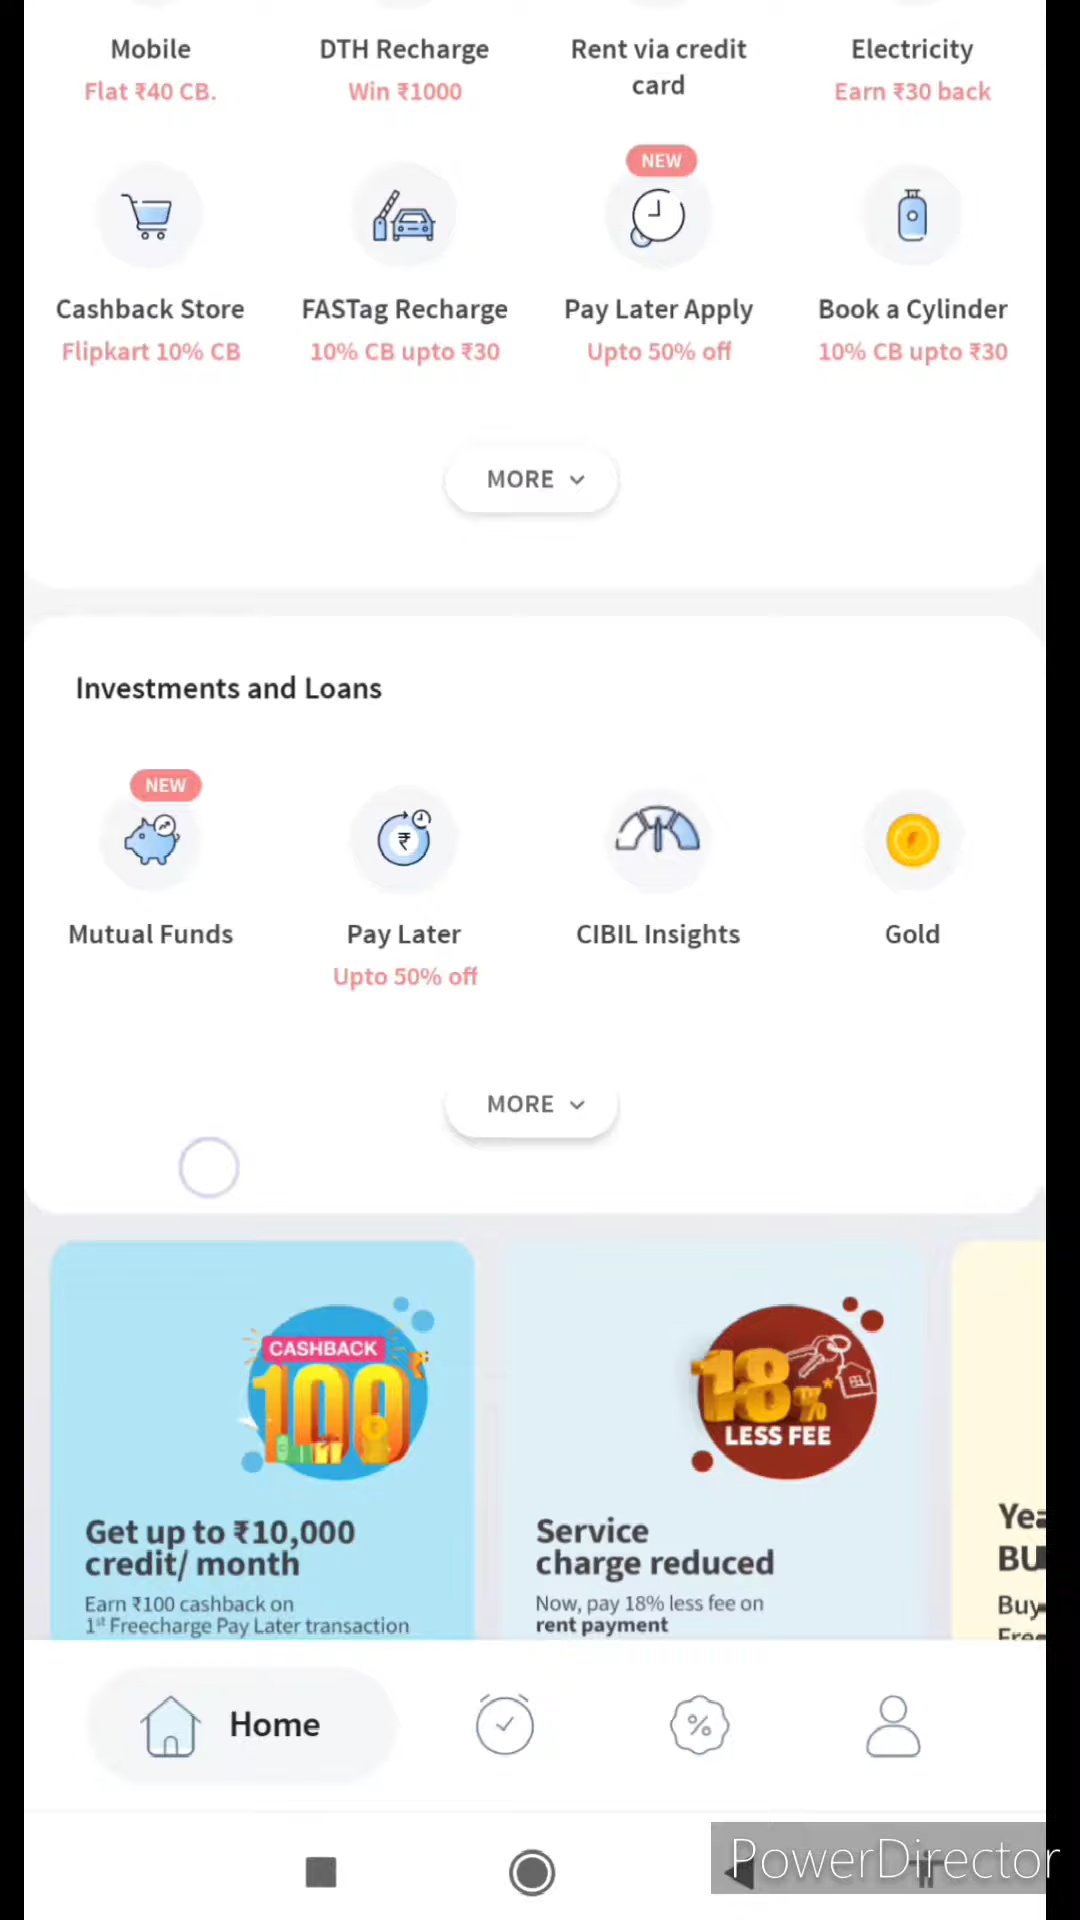 Mobile
Flat ₹40 CB.
DTH Recharge
Win ₹1000
Rent via credit
card
Electricity
Earn ₹30 back
NEW
Cashback Store
Flipkart 10% CB
FASTag Recharge
10% CB upto ₹30
Pay Later Apply
Upto 50% off
Book a Cylinder
10% CB upto ₹30
MORE
Investments and Loans
NEW
Mutual Funds
Pay Later
Upto 50% off
CIBIL Insights
Gold
MORE
CASHBACK
100
Get up to ₹10,000
credit/ month
Earn ₹100 cashback on
1st Freecharge Pay Later transaction
18%*
LESS FEE
Service
charge reduced
Now, pay 18% less fee on
rent payment
Buy
Home
PowerDirector